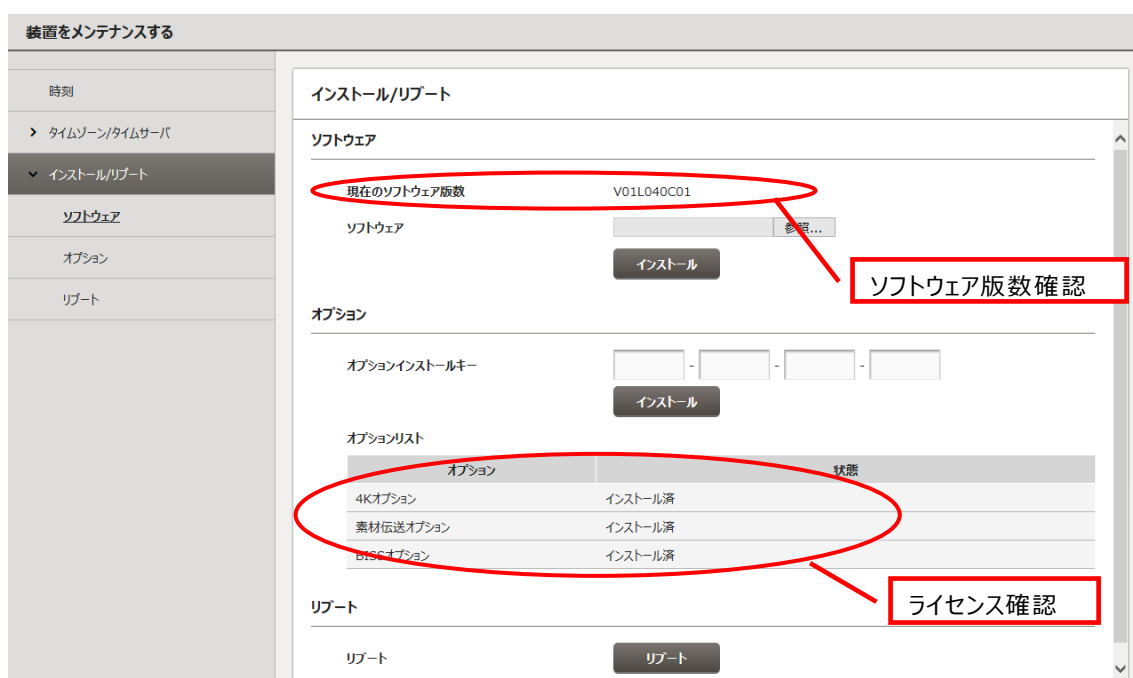 装置をメンテナンスする
時刻
タイムゾーン/タイムサーバ
インストール/リブート
ソフトウェア
オプション
リブート
インストール/リブート
ソフトウェア
現在のソフトウェア版数 V01L040C01
ソフトウェア 参照...
インストール
ソフトウェア版数確認
オプション
オプションインストールキー - - -
インストール
オプションリスト
オプション 状態
4Kオプション インストール済
素材伝送オプション インストール済
BISSオプション インストール済
ライセンス確認
リブート
リブート リブート